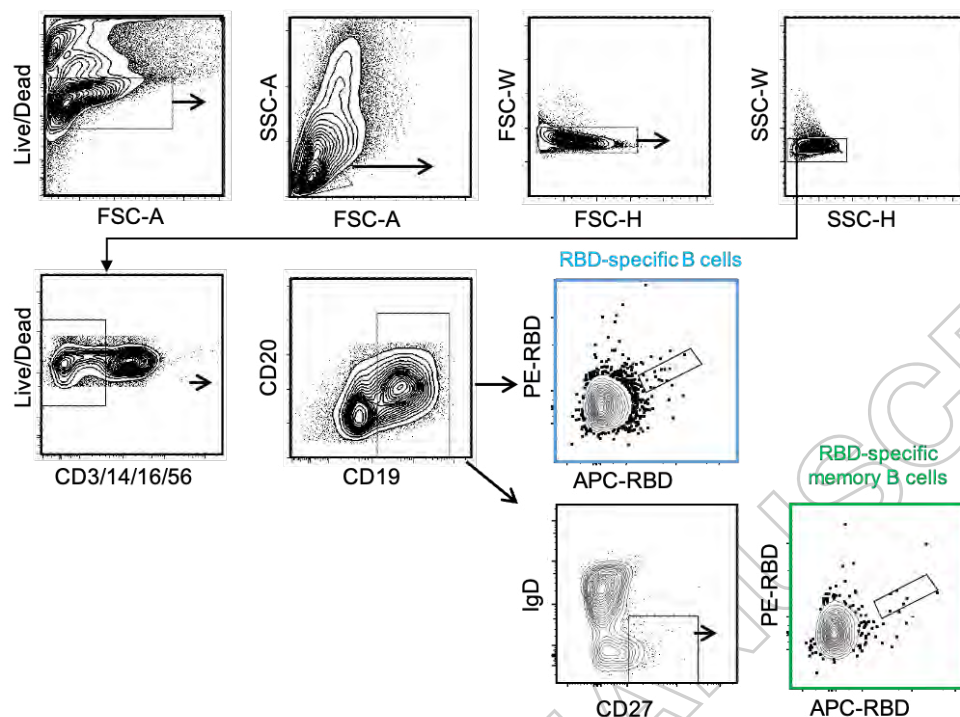 Live/Dead
FSC-A
SSC-A
FSC-A
FSC-W
FSC-H
SSC-W
SSC-H
Live/Dead
CD3/14/16/56
CD20
CD19
RBD-specific B cells
PE-RBD
APC-RBD
IgD
CD27
RBD-specific
memory B cells
PE-RBD
APC-RBD